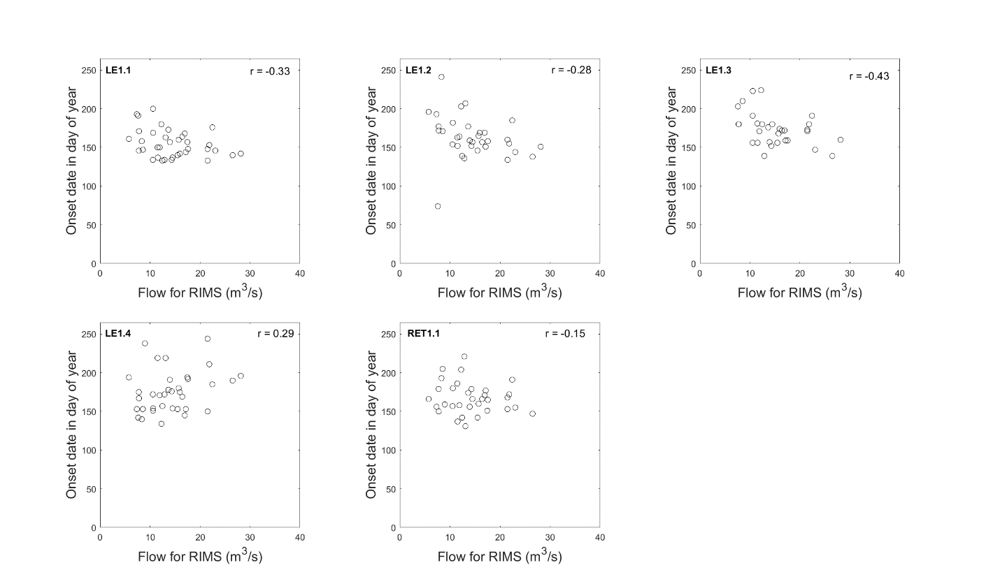 LE1.1
r = -0.33
250
200
150
100
50
0
0 10 20 30 40
Onset date in day of year
Flow for RIMS (m³/s)
LE1.2
r = -0.28
250
200
150
100
50
0
0 10 20 30 40
Onset date in day of year
Flow for RIMS (m³/s)
LE1.3
r = -0.43
250
200
150
100
50
0
0 10 20 30 40
Onset date in day of year
Flow for RIMS (m³/s)
LE1.4
r = 0.29
250
200
150
100
50
0
0 10 20 30 40
Onset date in day of year
Flow for RIMS (m³/s)
RET1.1
r = -0.15
250
200
150
100
50
0
0 10 20 30 40
Onset date in day of year
Flow for RIMS (m³/s)